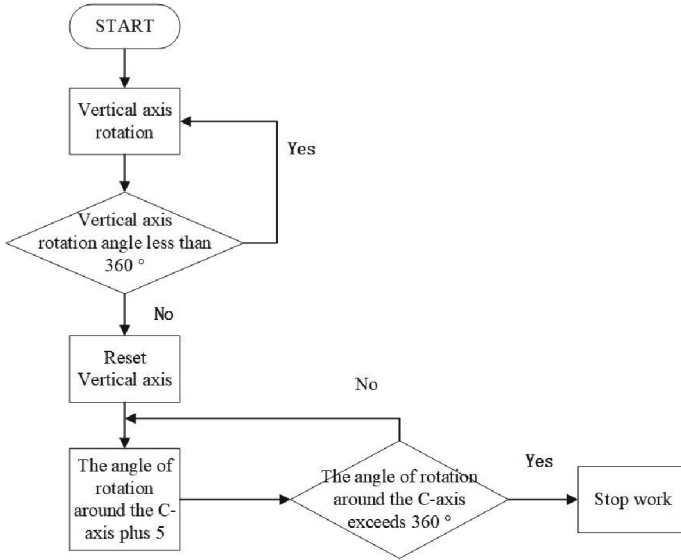 START
Vertical axis
rotation
Yes
Vertical axis
rotation angle less than
360 °
No
Reset
Vertical axis
No
The angle of
rotation
around the C-
axis plus 5
The angle of rotation
around the C-axis
exceeds 360 °
Yes
Stop work